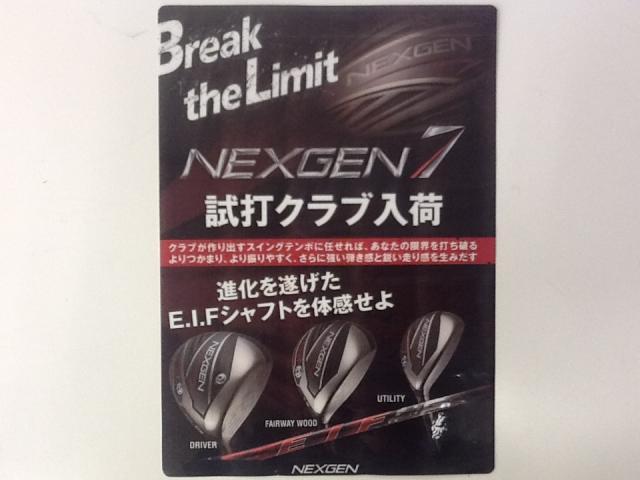 Break
the Limit
NEXGEN
NEXGEN 7
試打クラブ入荷
クラブが作り出すスイングテンポに任せれば、あなたの限界を打ち破る
よりつかまり、より振りやすく、さらに強い弾き感と鋭い走り感を生みだす
進化を遂げた
E.I.Fシャフトを体感せよ
NEXGEN
NEXGEN
DRIVER
FAIRWAY WOOD
UTILITY
E I F
NEXGEN